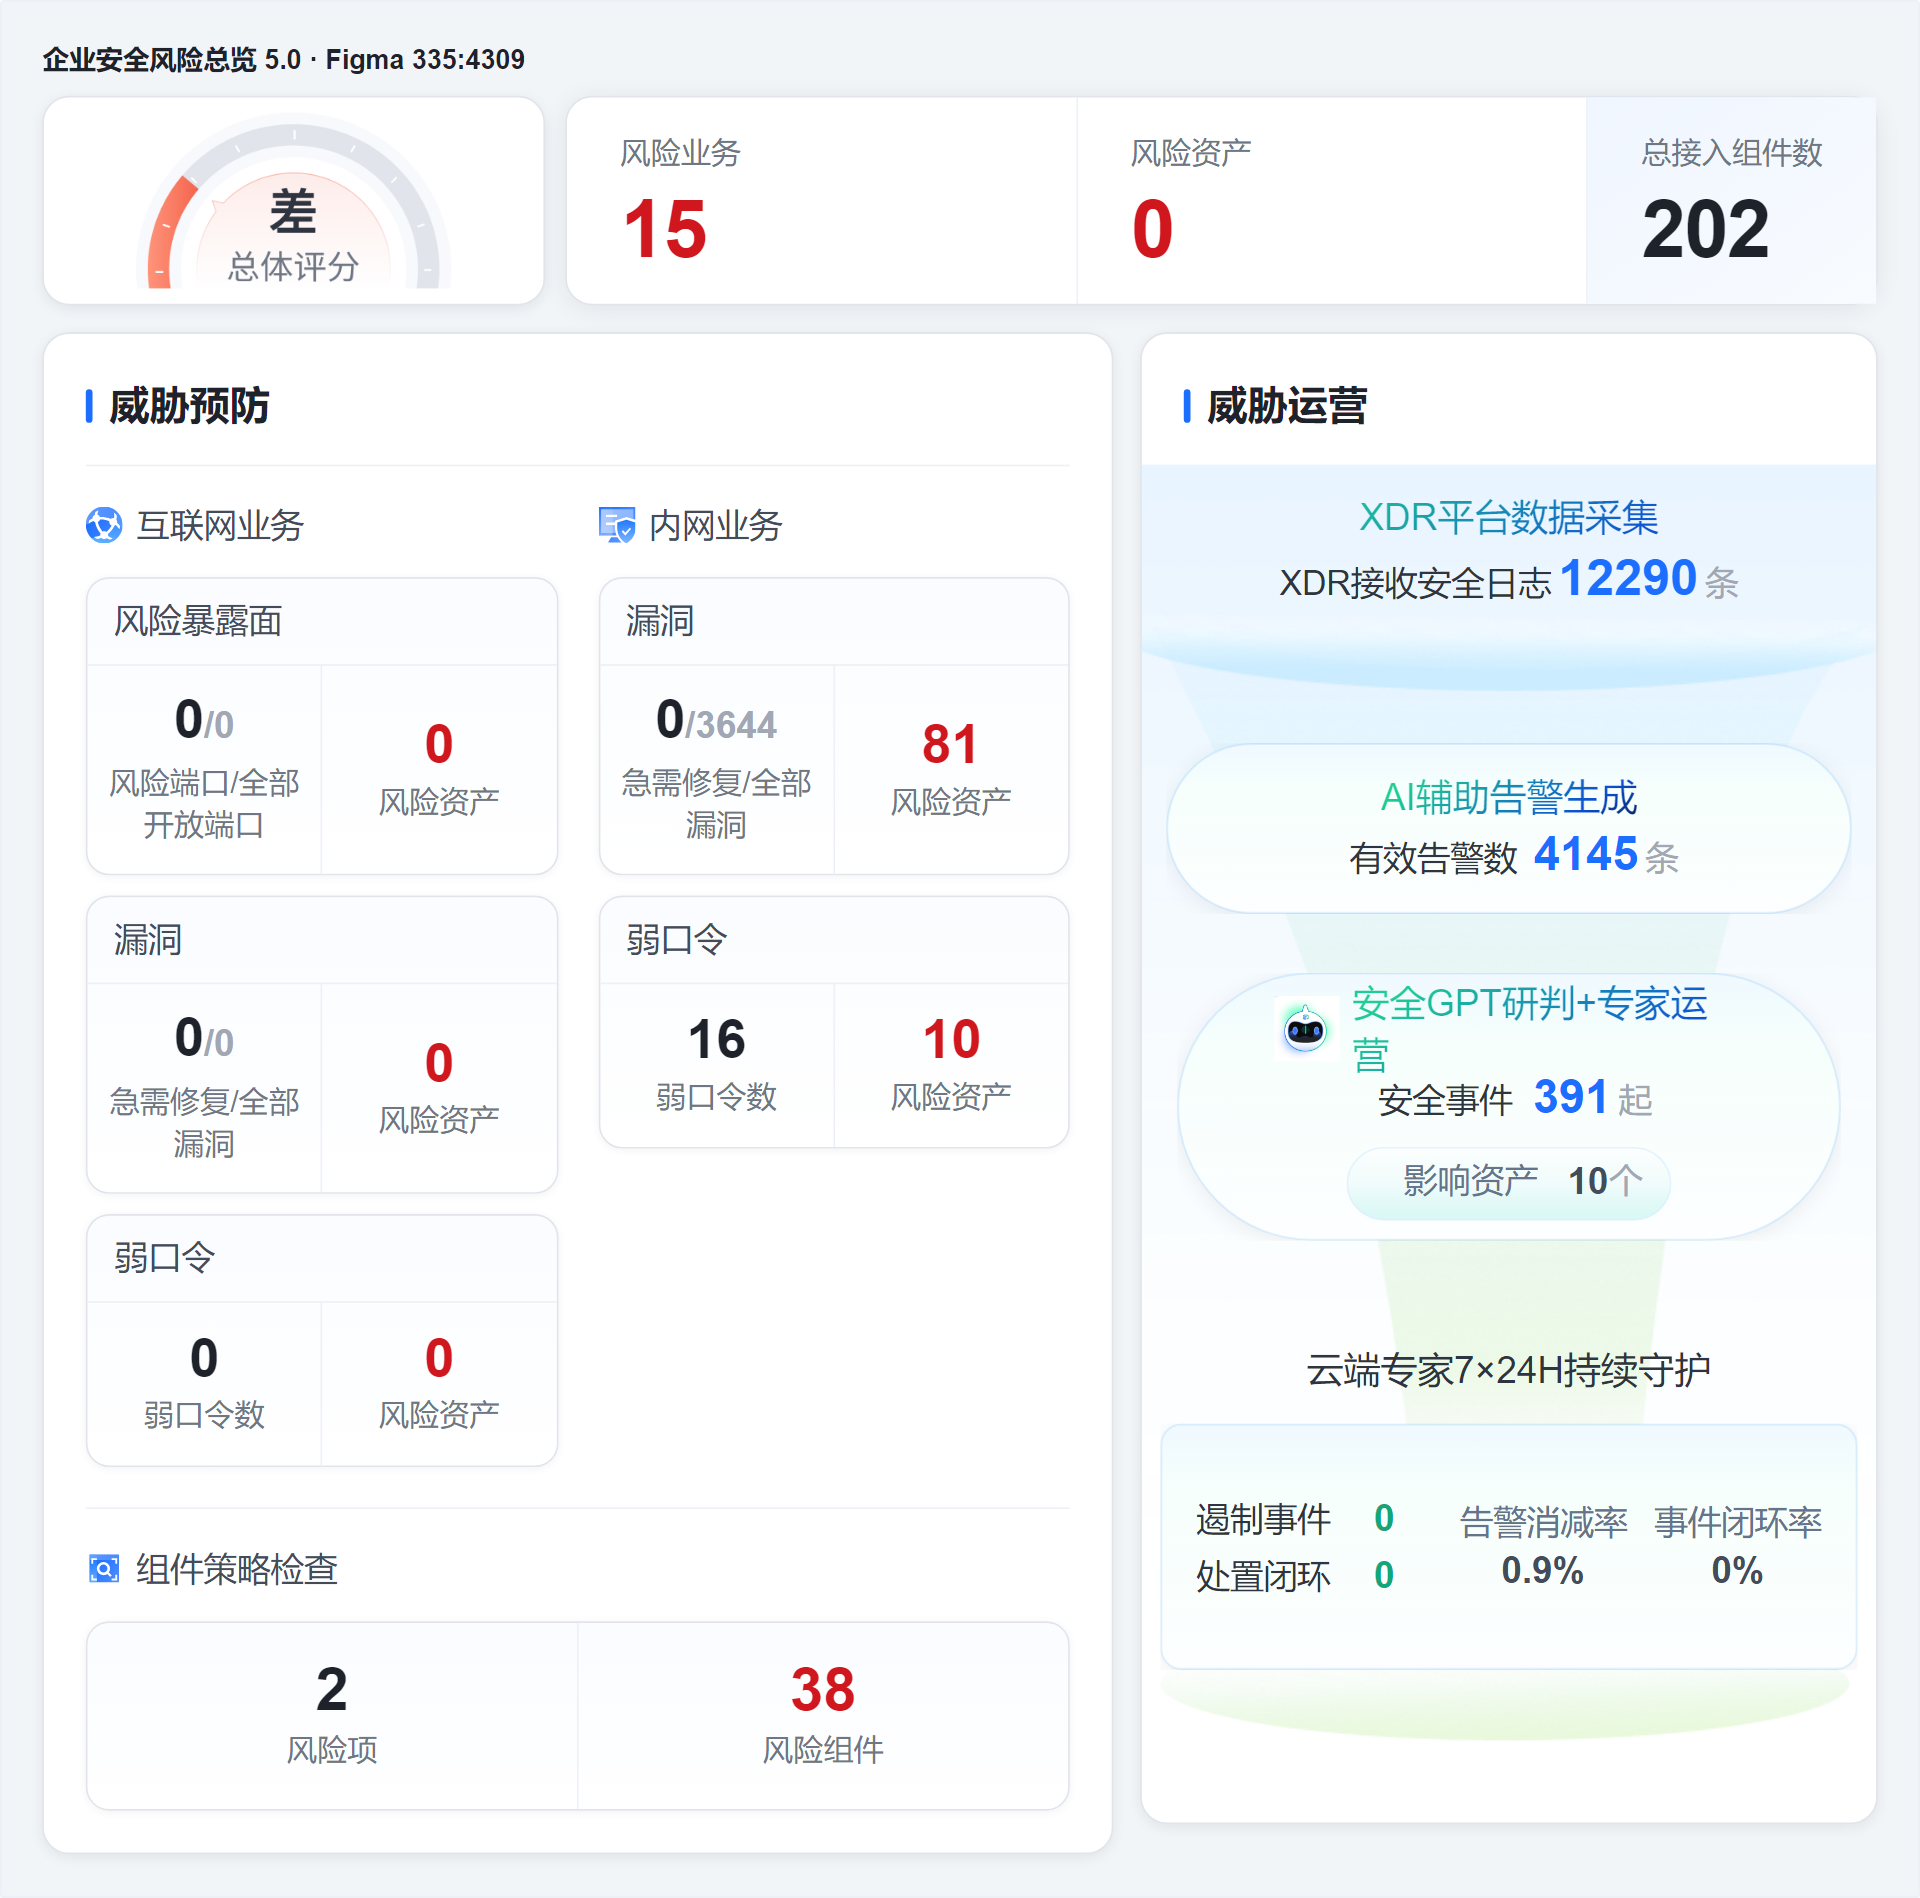 企业安全风险总览 5.0 · Figma 335:4309
差
总体评分
风险业务
15
风险资产
0
总接入组件数
202
威胁预防
互联网业务
风险暴露面
0/0
风险端口/全部
开放端口
0
风险资产
漏洞
0/0
急需修复/全部
漏洞
0
风险资产
弱口令
0
弱口令数
0
风险资产
内网业务
漏洞
0/3644
急需修复/全部
漏洞
81
风险资产
弱口令
16
弱口令数
10
风险资产
组件策略检查
2
风险项
38
风险组件
威胁运营
XDR平台数据采集
XDR接收安全日志 12290 条
AI辅助告警生成
有效告警数 4145 条
安全GPT研判+专家运
营
安全事件 391 起
影响资产 10个
云端专家7×24H持续守护
遏制事件 0
处置闭环 0
告警消减率
0.9%
事件闭环率
0%